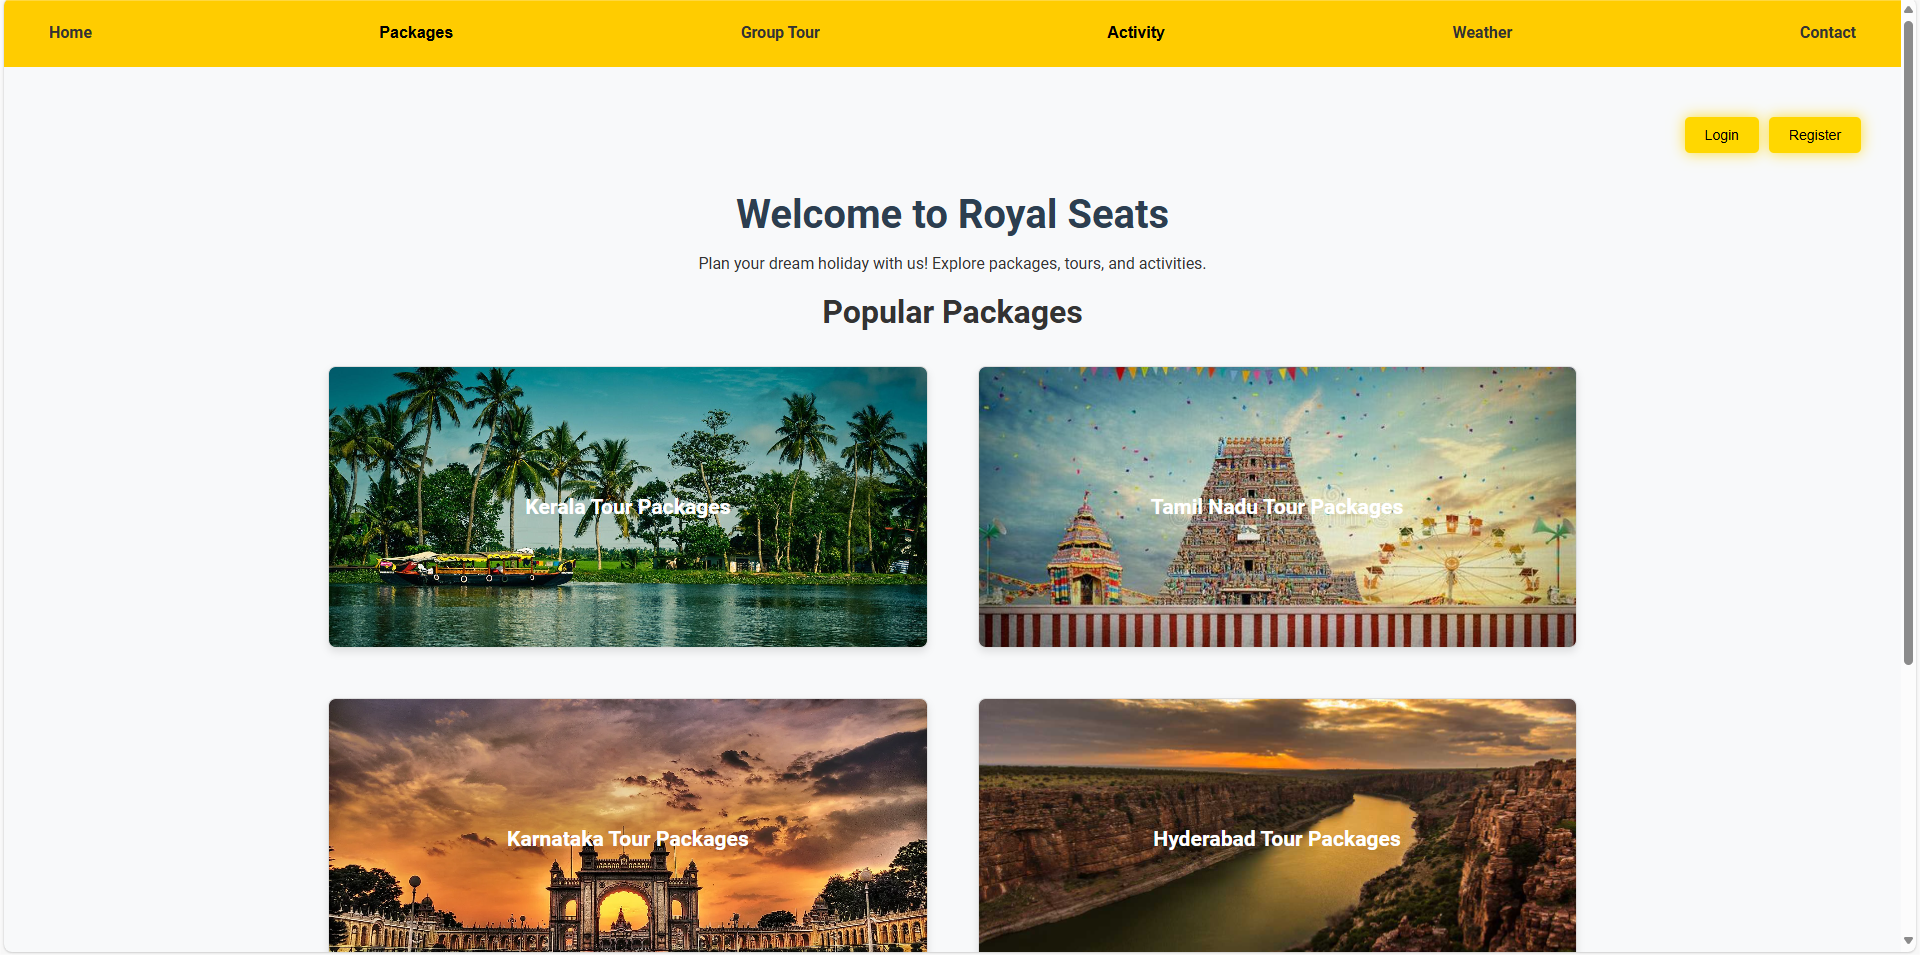 Home Packages Group Tour Activity Weather Contact
Login Register
Welcome to Royal Seats
Plan your dream holiday with us! Explore packages, tours, and activities.
Popular Packages
Kerala Tour Packages
Tamil Nadu Tour Packages
Karnataka Tour Packages
Hyderabad Tour Packages